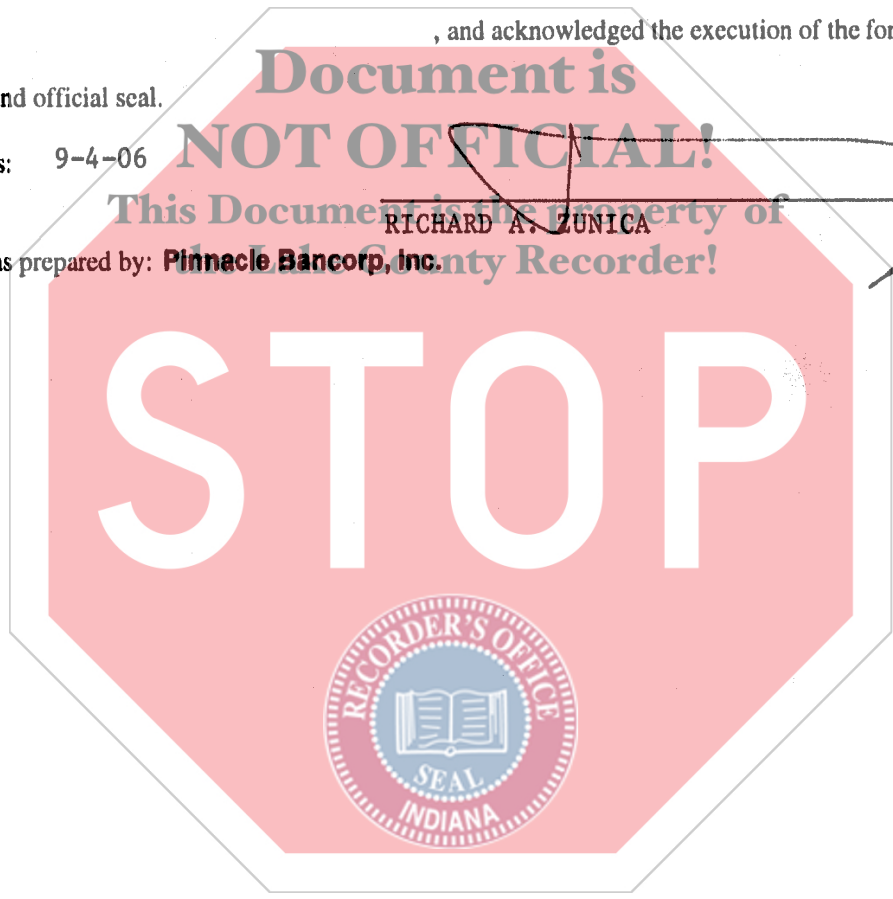 , and acknowledged the execution of the for
Document is
nd official seal.
NOT OFFICIAL!
s: 9-4-06
This Document is the property of
RICHARD A. ZUNICA
as prepared by: Pinnacle Bancorp, Inc.
the Lake County Recorder!
STOP
RECORDER'S OFFICE
SEAL
INDIANA